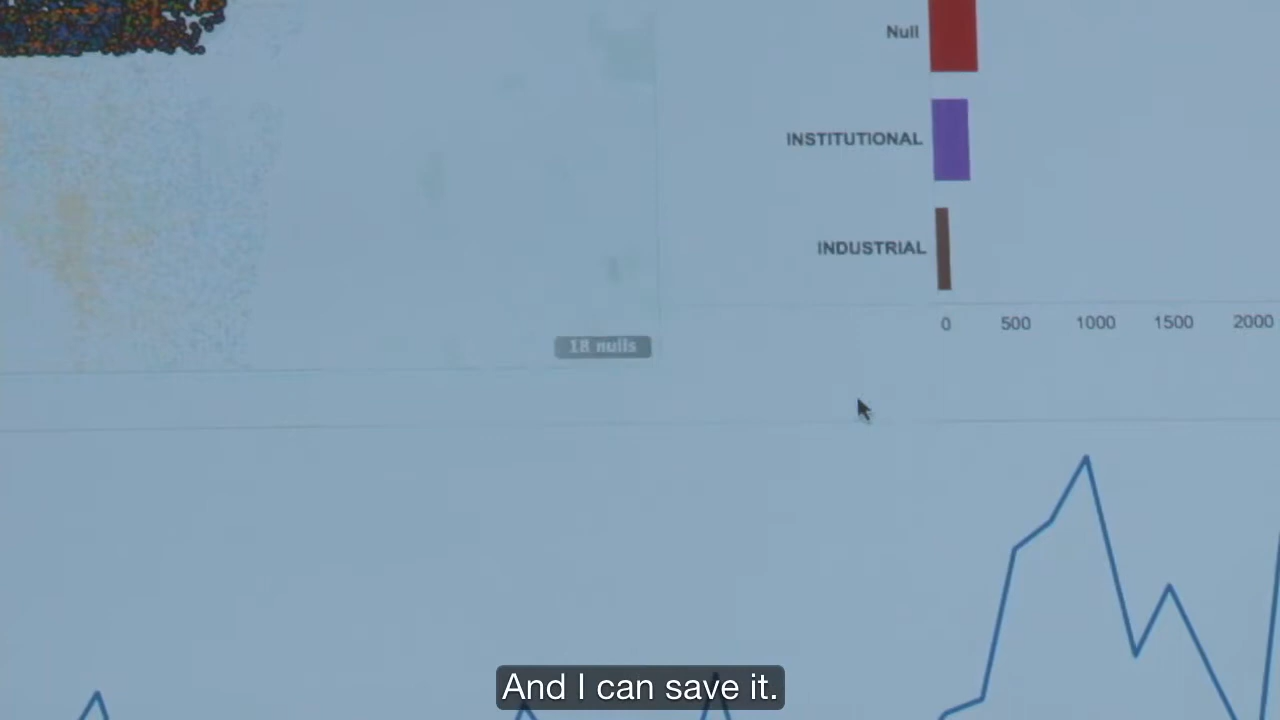 Null
INSTITUTIONAL
INDUSTRIAL
0 500 1000 1500 2000
18 nulls
And I can save it.